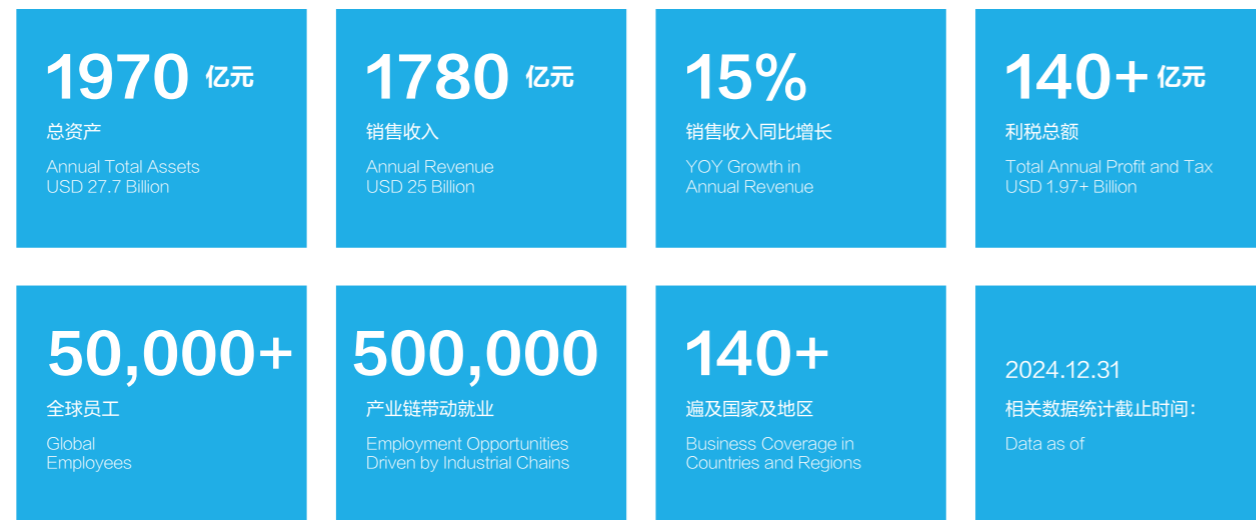 1970 亿元
总资产
Annual Total Assets
USD 27.7 Billion
1780 亿元
销售收入
Annual Revenue
USD 25 Billion
15%
销售收入同比增长
YOY Growth in
Annual Revenue
140+ 亿元
利税总额
Total Annual Profit and Tax
USD 1.97+ Billion
50,000+
全球员工
Global
Employees
500,000
产业链带动就业
Employment Opportunities
Driven by Industrial Chains
140+
遍及国家及地区
Business Coverage in
Countries and Regions
2024.12.31
相关数据统计截止时间：
Data as of